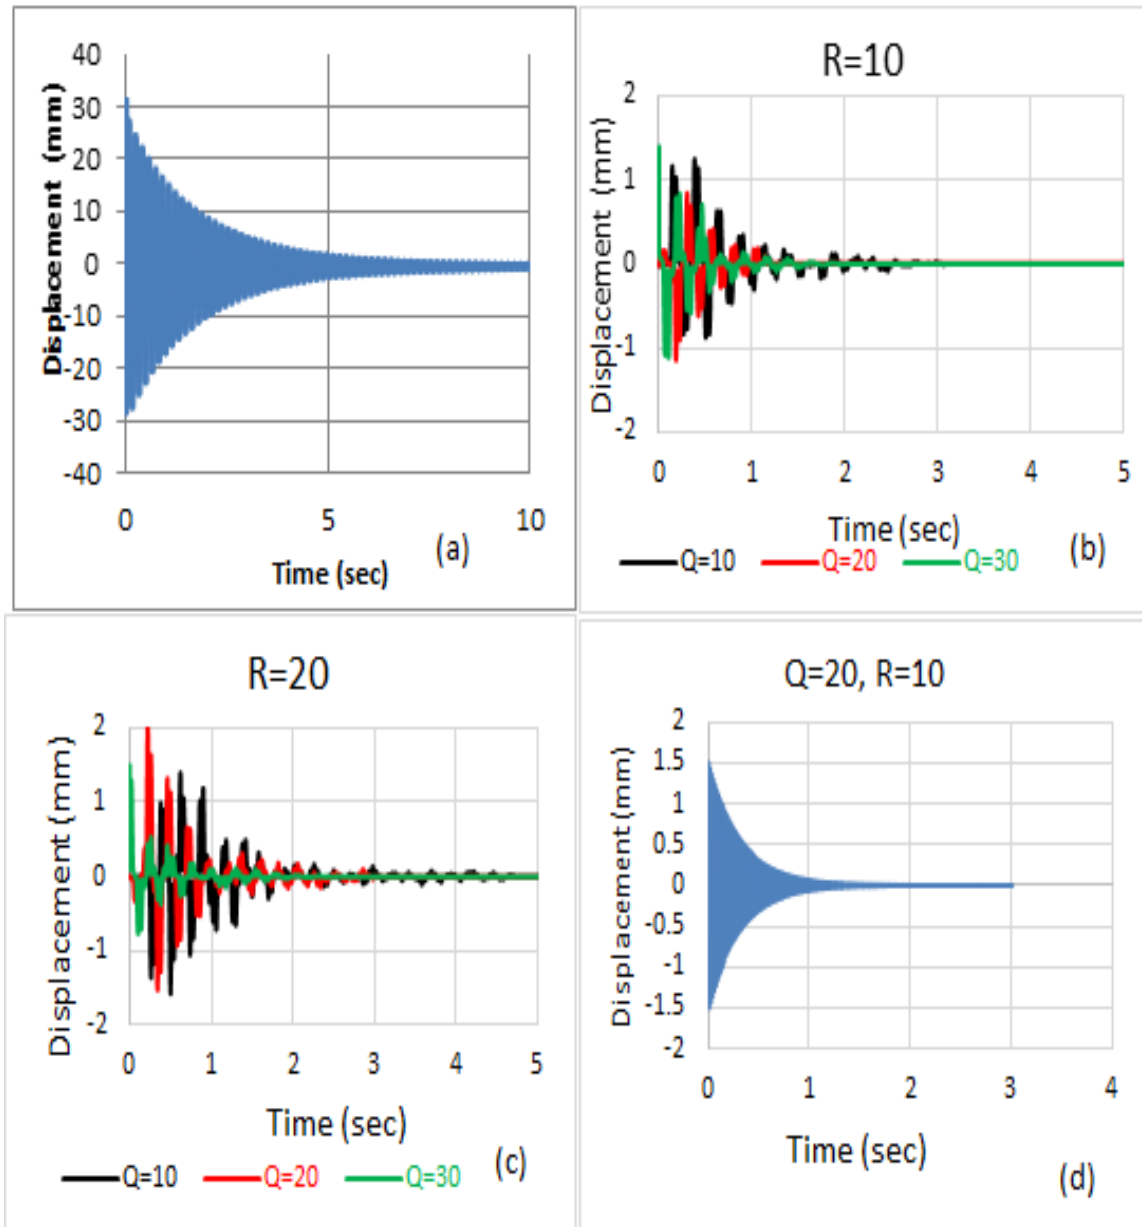 40
30
20
10
0
-10
-20
-30
-40
Displacement (mm)
0 5 10
Time (sec)
(a)
R=10
2
1
0
-1
-2
Displacement (mm)
0 1 2 3 4 5
Time (sec)
(b)
Q=10 Q=20 Q=30
R=20
2
1
0
-1
-2
Displacement (mm)
0 1 2 3 4 5
Time (sec)
(c)
Q=10 Q=20 Q=30
Q=20, R=10
2
1.5
1
0.5
0
-0.5
-1
-1.5
-2
Displacement (mm)
0 1 2 3 4
Time (sec)
(d)